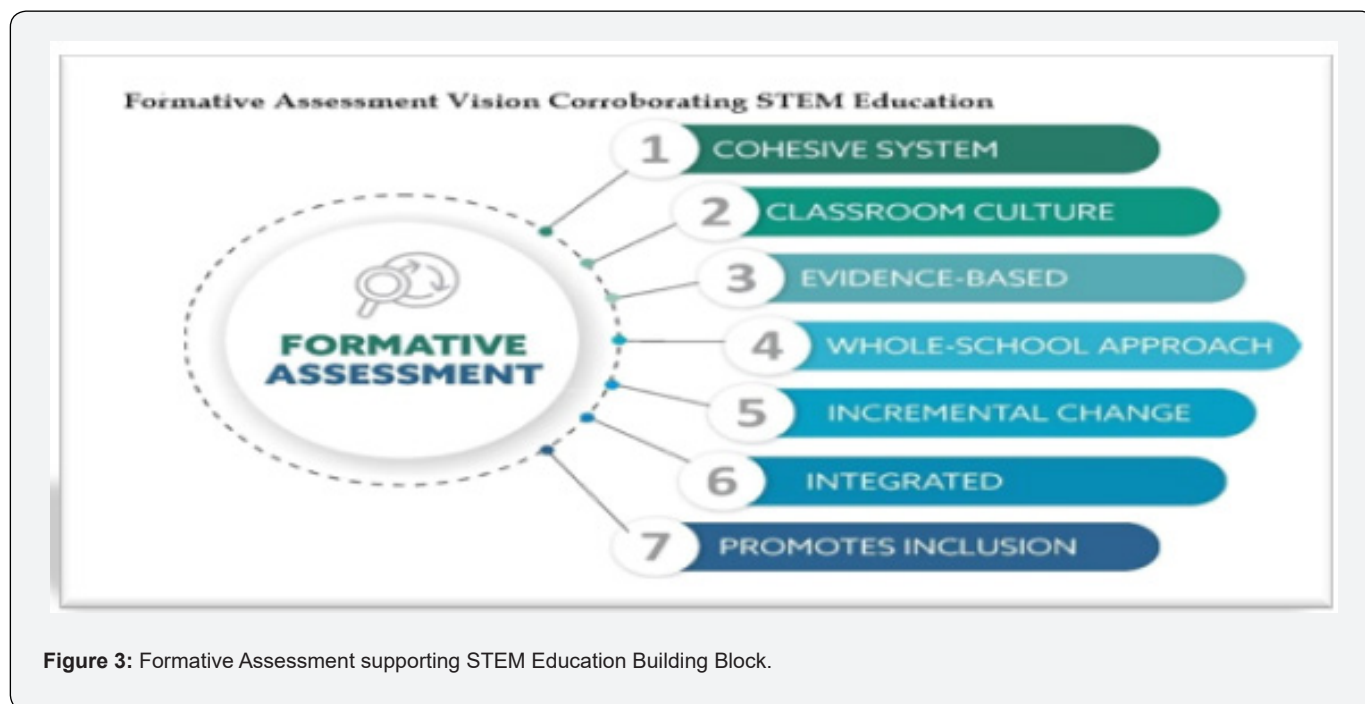 Formative Assessment Vision Corroborating STEM Education
FORMATIVE
ASSESSMENT
1 COHESIVE SYSTEM
2 CLASSROOM CULTURE
3 EVIDENCE-BASED
4 WHOLE-SCHOOL APPROACH
5 INCREMENTAL CHANGE
6 INTEGRATED
7 PROMOTES INCLUSION
Figure 3: Formative Assessment supporting STEM Education Building Block.